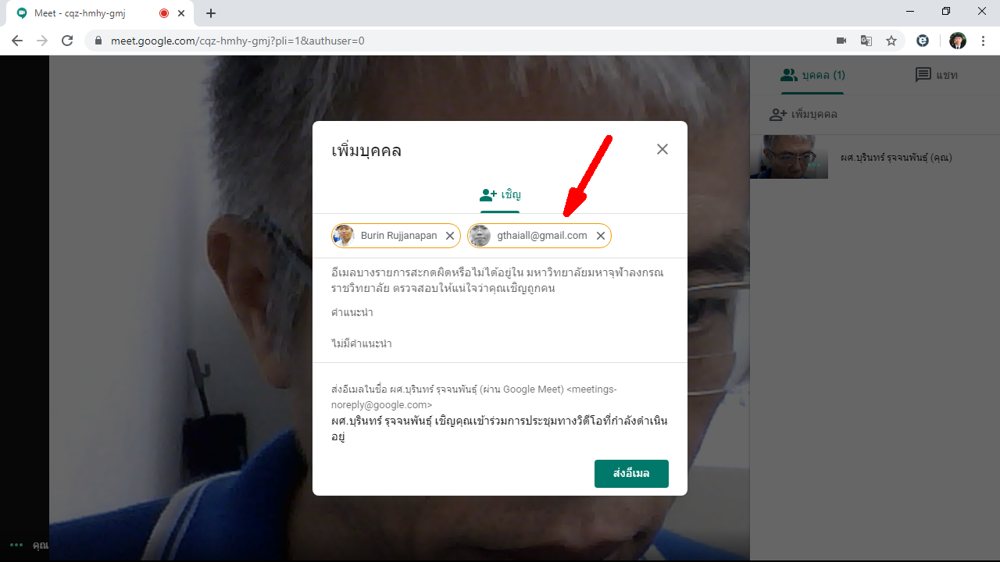 Meet - cqz-hmhy-gmj
meet.google.com/cqz-hmhy-gmj?pli=1&authuser=0
บุคคล (1)
แชท
เพิ่มบุคคล
ผศ.บุรินทร์ รุจจนพันธุ์ (คุณ)
เพิ่มบุคคล
เชิญ
Burin Rujjanapan
gthaiall@gmail.com
อีเมลบางรายการสะกดผิดหรือไม่ได้อยู่ใน มหาวิทยาลัยมหาจุฬาลงกรณ
ราชวิทยาลัย ตรวจสอบให้แน่ใจว่าคุณเชิญถูกคน
คำแนะนำ
ไม่มีคำแนะนำ
ส่งอีเมลในชื่อ ผศ.บุรินทร์ รุจจนพันธุ์ (ผ่าน Google Meet) <meetings-
noreply@google.com>
ผศ.บุรินทร์ รุจจนพันธุ์ เชิญคุณเข้าร่วมการประชุมทางวิดีโอที่กำลังดำเนิน
อยู่
ส่งอีเมล
คุณ